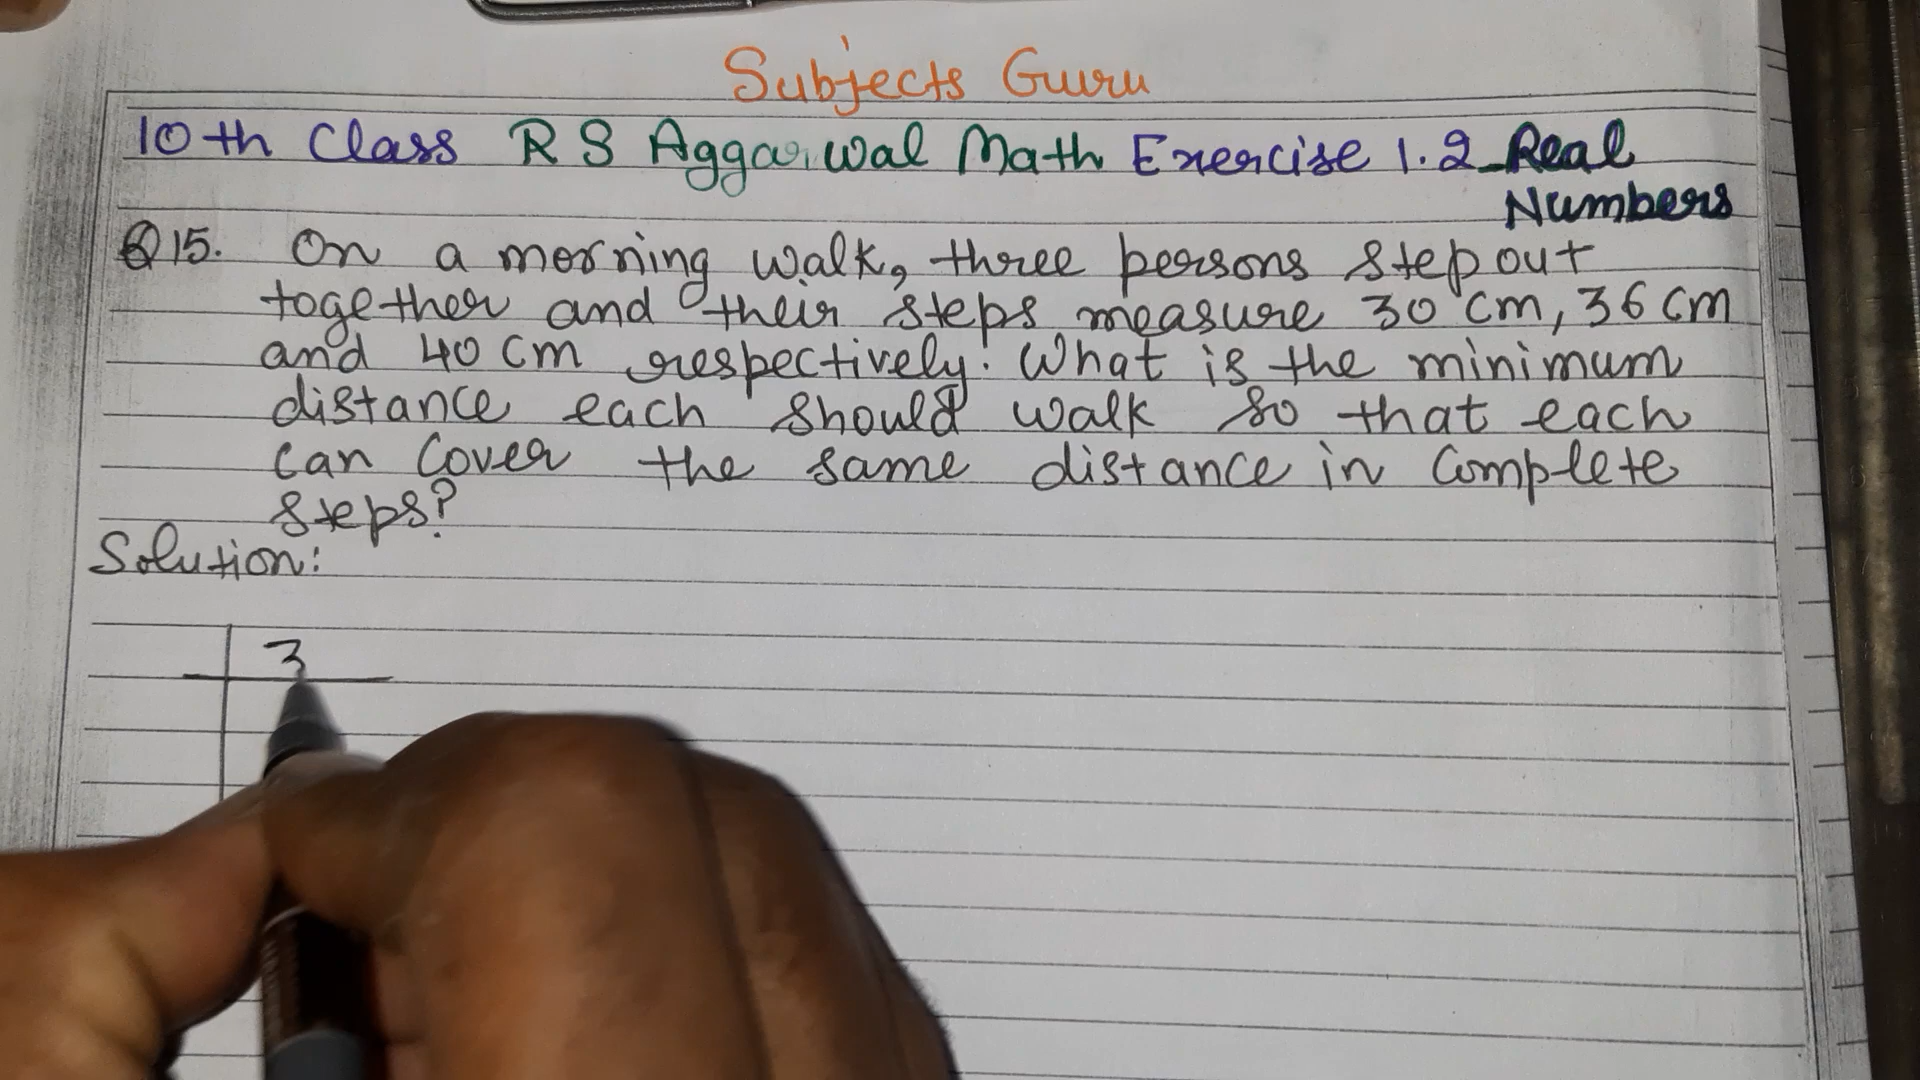 Subjects Guru
10th Class R S Aggarwal Math Exercise 1.2 Real
Numbers
Q15. On a morning walk, three persons step out
together and their steps measure 30 cm, 36 cm
and 40 cm respectively. What is the minimum
distance each should walk so that each
can cover the same distance in complete
steps?
Solution:
3